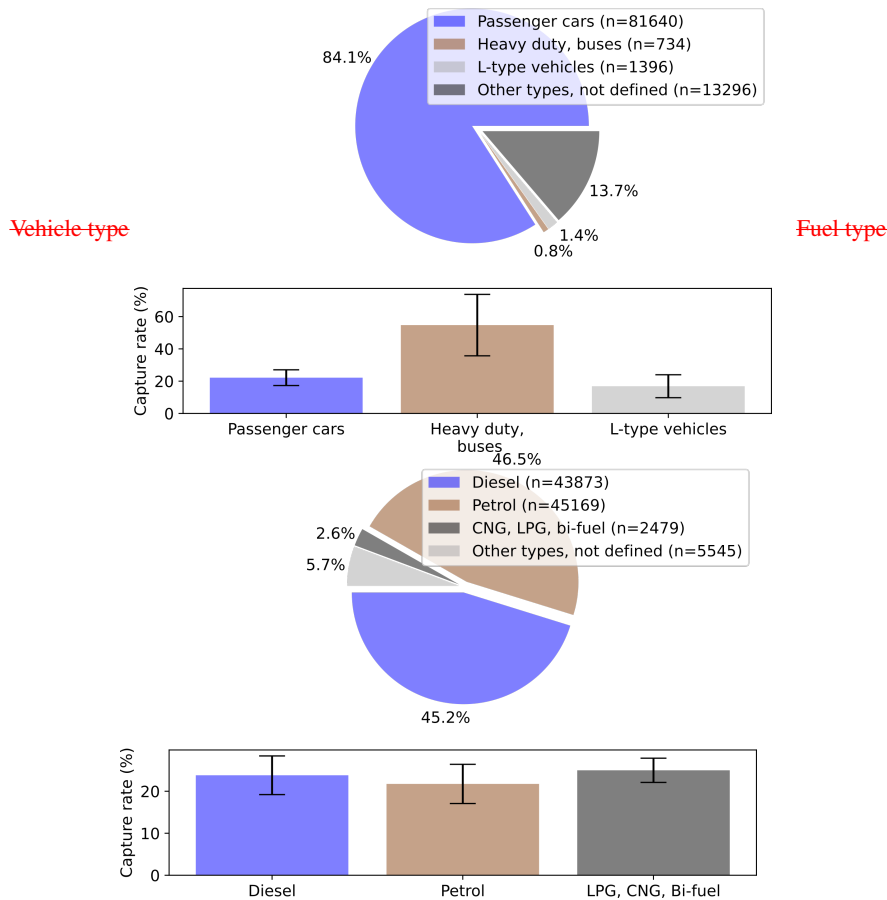 Passenger cars (n=81640)
Heavy duty, buses (n=734)
L-type vehicles (n=1396)
Other types, not defined (n=13296)
84.1%
13.7%
1.4%
0.8%
Vehicle type
Fuel type
Capture rate (%)
60
40
20
0
Passenger cars
Heavy duty,
buses
L-type vehicles
46.5%
Diesel (n=43873)
Petrol (n=45169)
CNG, LPG, bi-fuel (n=2479)
Other types, not defined (n=5545)
2.6%
5.7%
45.2%
Capture rate (%)
20
10
0
Diesel
Petrol
LPG, CNG, Bi-fuel